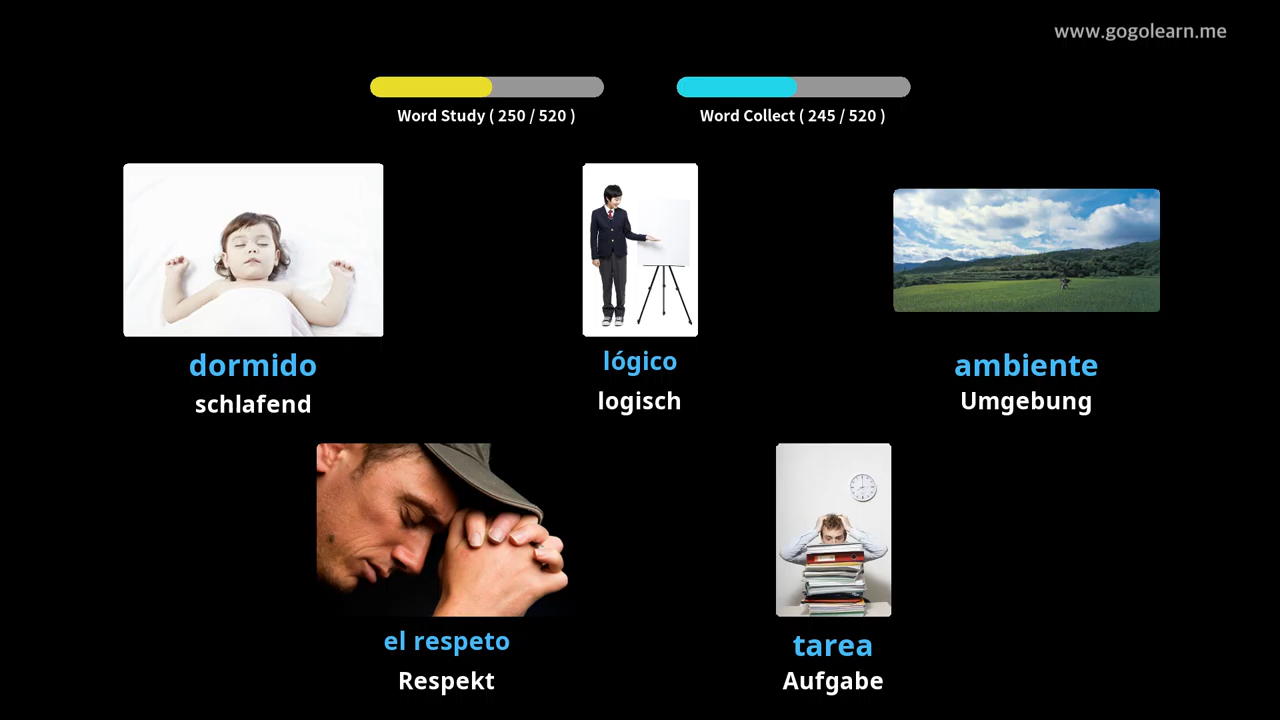 www.gogolearn.me
Word Study ( 250 / 520 )
Word Collect ( 245 / 520 )
dormido
schlafend
lógico
logisch
ambiente
Umgebung
el respeto
Respekt
tarea
Aufgabe